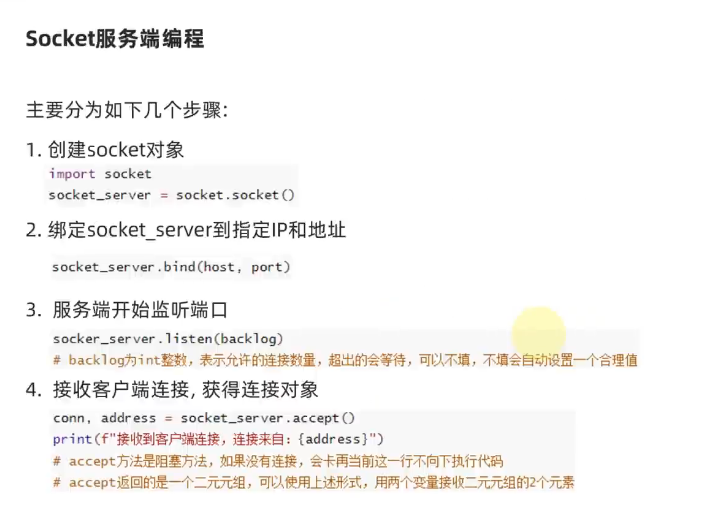 Socket服务端编程
主要分为如下几个步骤:
1. 创建socket对象
import socket
socket_server = socket.socket()
2. 绑定socket_server到指定IP和地址
socket_server.bind(host, port)
3. 服务端开始监听端口
socker_server.listen(backlog)
# backlog为int整数，表示允许的连接数量，超出的会等待，可以不填，不填会自动设置一个合理值
4. 接收客户端连接, 获得连接对象
conn, address = socket_server.accept()
print(f"接收到客户端连接，连接来自：{address}")
# accept方法是阻塞方法，如果没有连接，会卡再当前这一行不向下执行代码
# accept返回的是一个二元元组，可以使用上述形式，用两个变量接收二元元组的2个元素